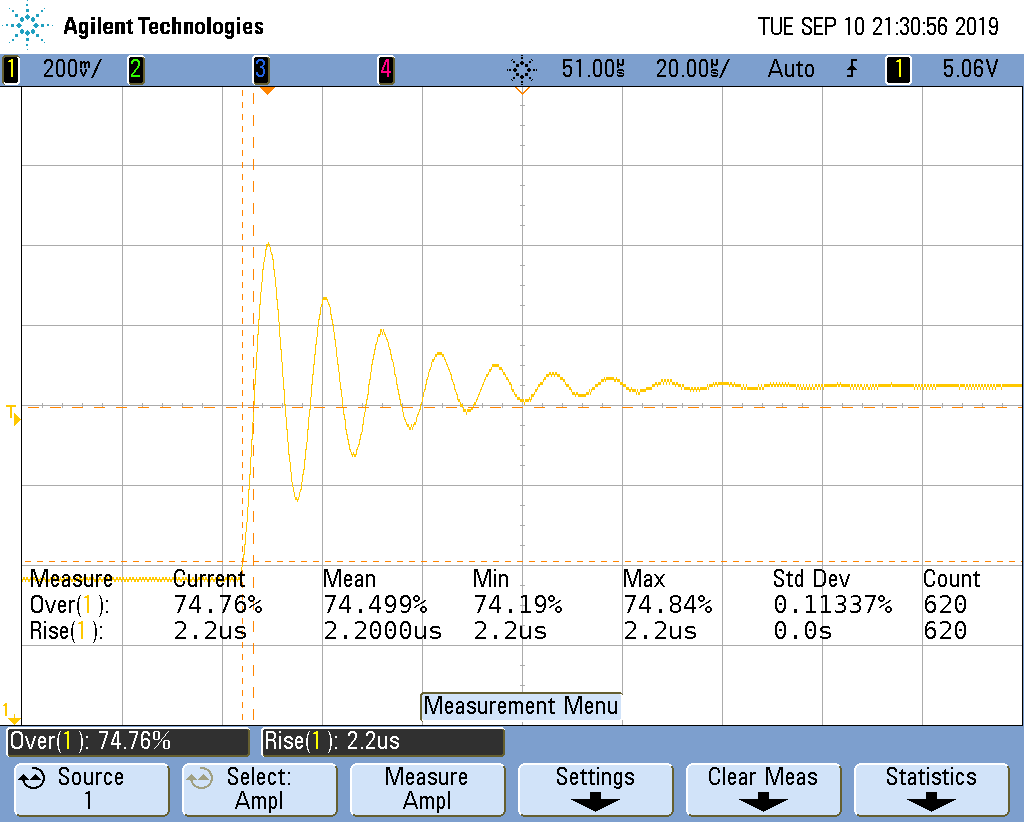 Agilent Technologies TUE SEP 10 21:30:56 2019
1 200mV/ 2 3 4 51.00us 20.00us/ Auto 1 5.06V
T
Measure Current Mean Min Max Std Dev Count
Over(1): 74.76% 74.499% 74.19% 74.84% 0.11337% 620
Rise(1): 2.2us 2.2000us 2.2us 2.2us 0.0s 620
1
Measurement Menu
Over(1): 74.76% Rise(1): 2.2us
Source Select: Measure Settings Clear Meas Statistics
1 Ampl Ampl